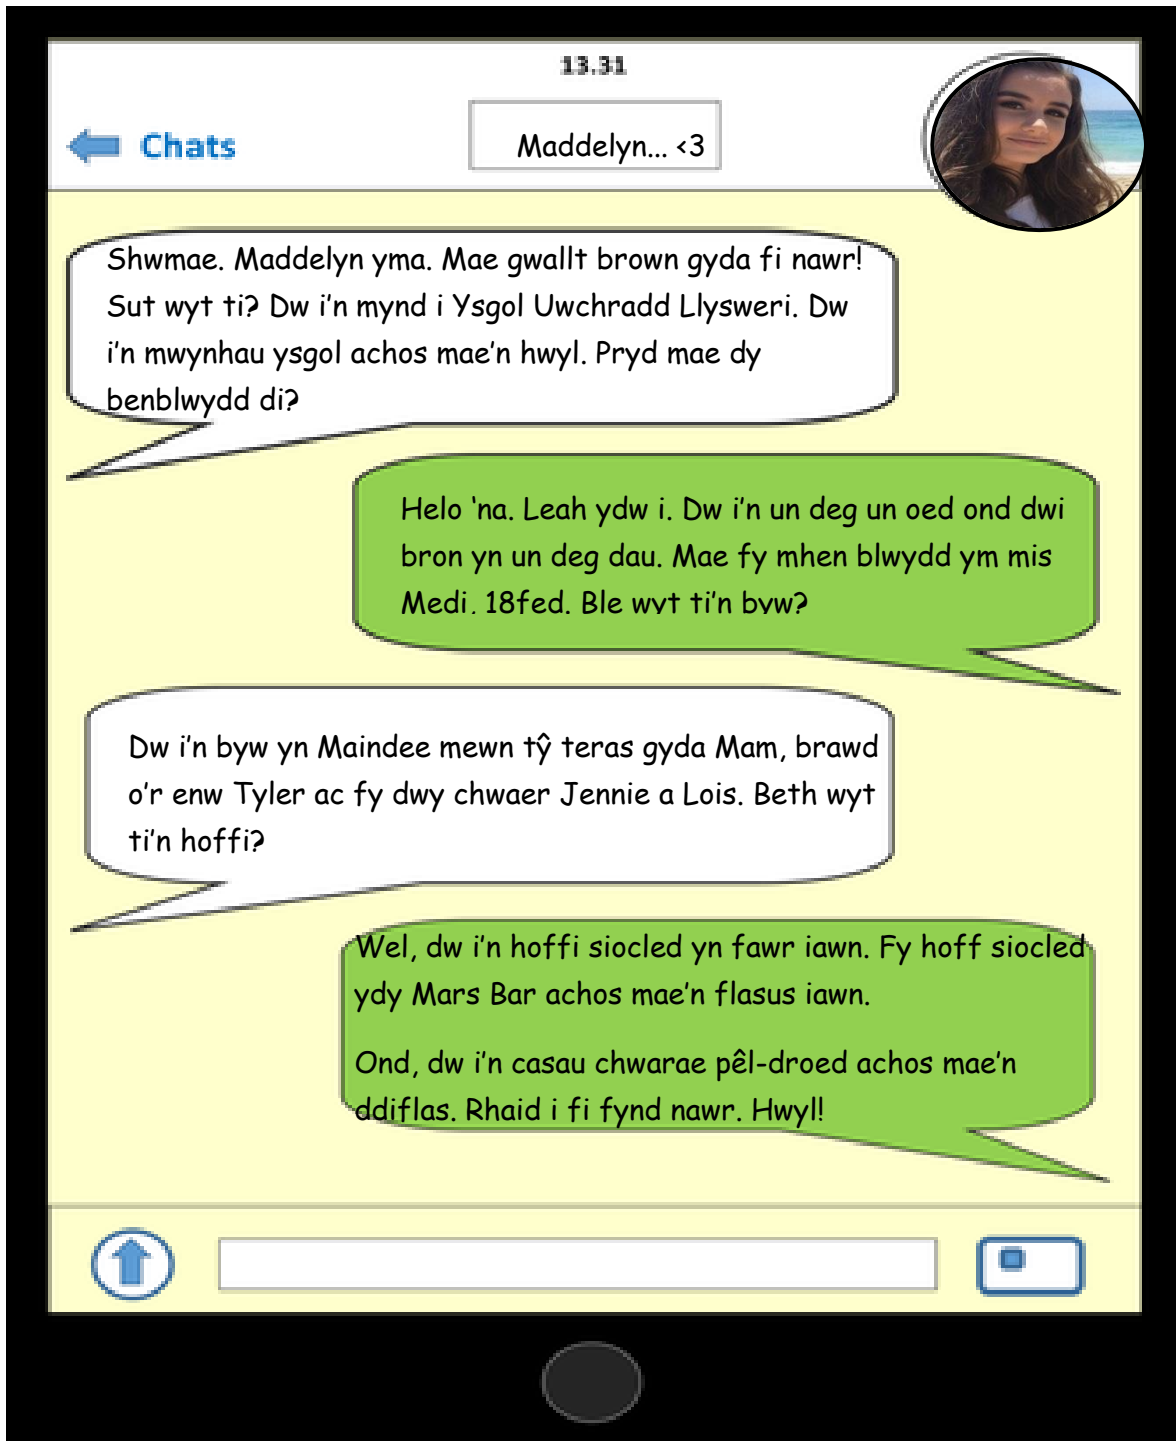 13.31
Chats
Maddelyn... <3
Shwmae. Maddelyn yma. Mae gwallt brown gyda fi nawr!
Sut wyt ti? Dw i'n mynd i Ysgol Uwchradd Llysweri. Dw
i'n mwynhau ysgol achos mae'n hwyl. Pryd mae dy
benblwydd di?
Helo ‘na. Leah ydw i. Dw i'n un deg un oed ond dwi
bron yn un deg dau. Mae fy mhen blwydd ym mis
Medi, 18fed. Ble wyt ti'n byw?
Dw i'n byw yn Maindee mewn tŷ teras gyda Mam, brawd
o'r enw Tyler ac fy dwy chwaer Jennie a Lois. Beth wyt
ti'n hoffi?
Wel, dw i'n hoffi siocled yn fawr iawn. Fy hoff siocled
ydy Mars Bar achos mae'n flasus iawn.
Ond, dw i'n casau chwarae pêl-droed achos mae'n
ddiflas. Rhaid i fi fynd nawr. Hwyl!